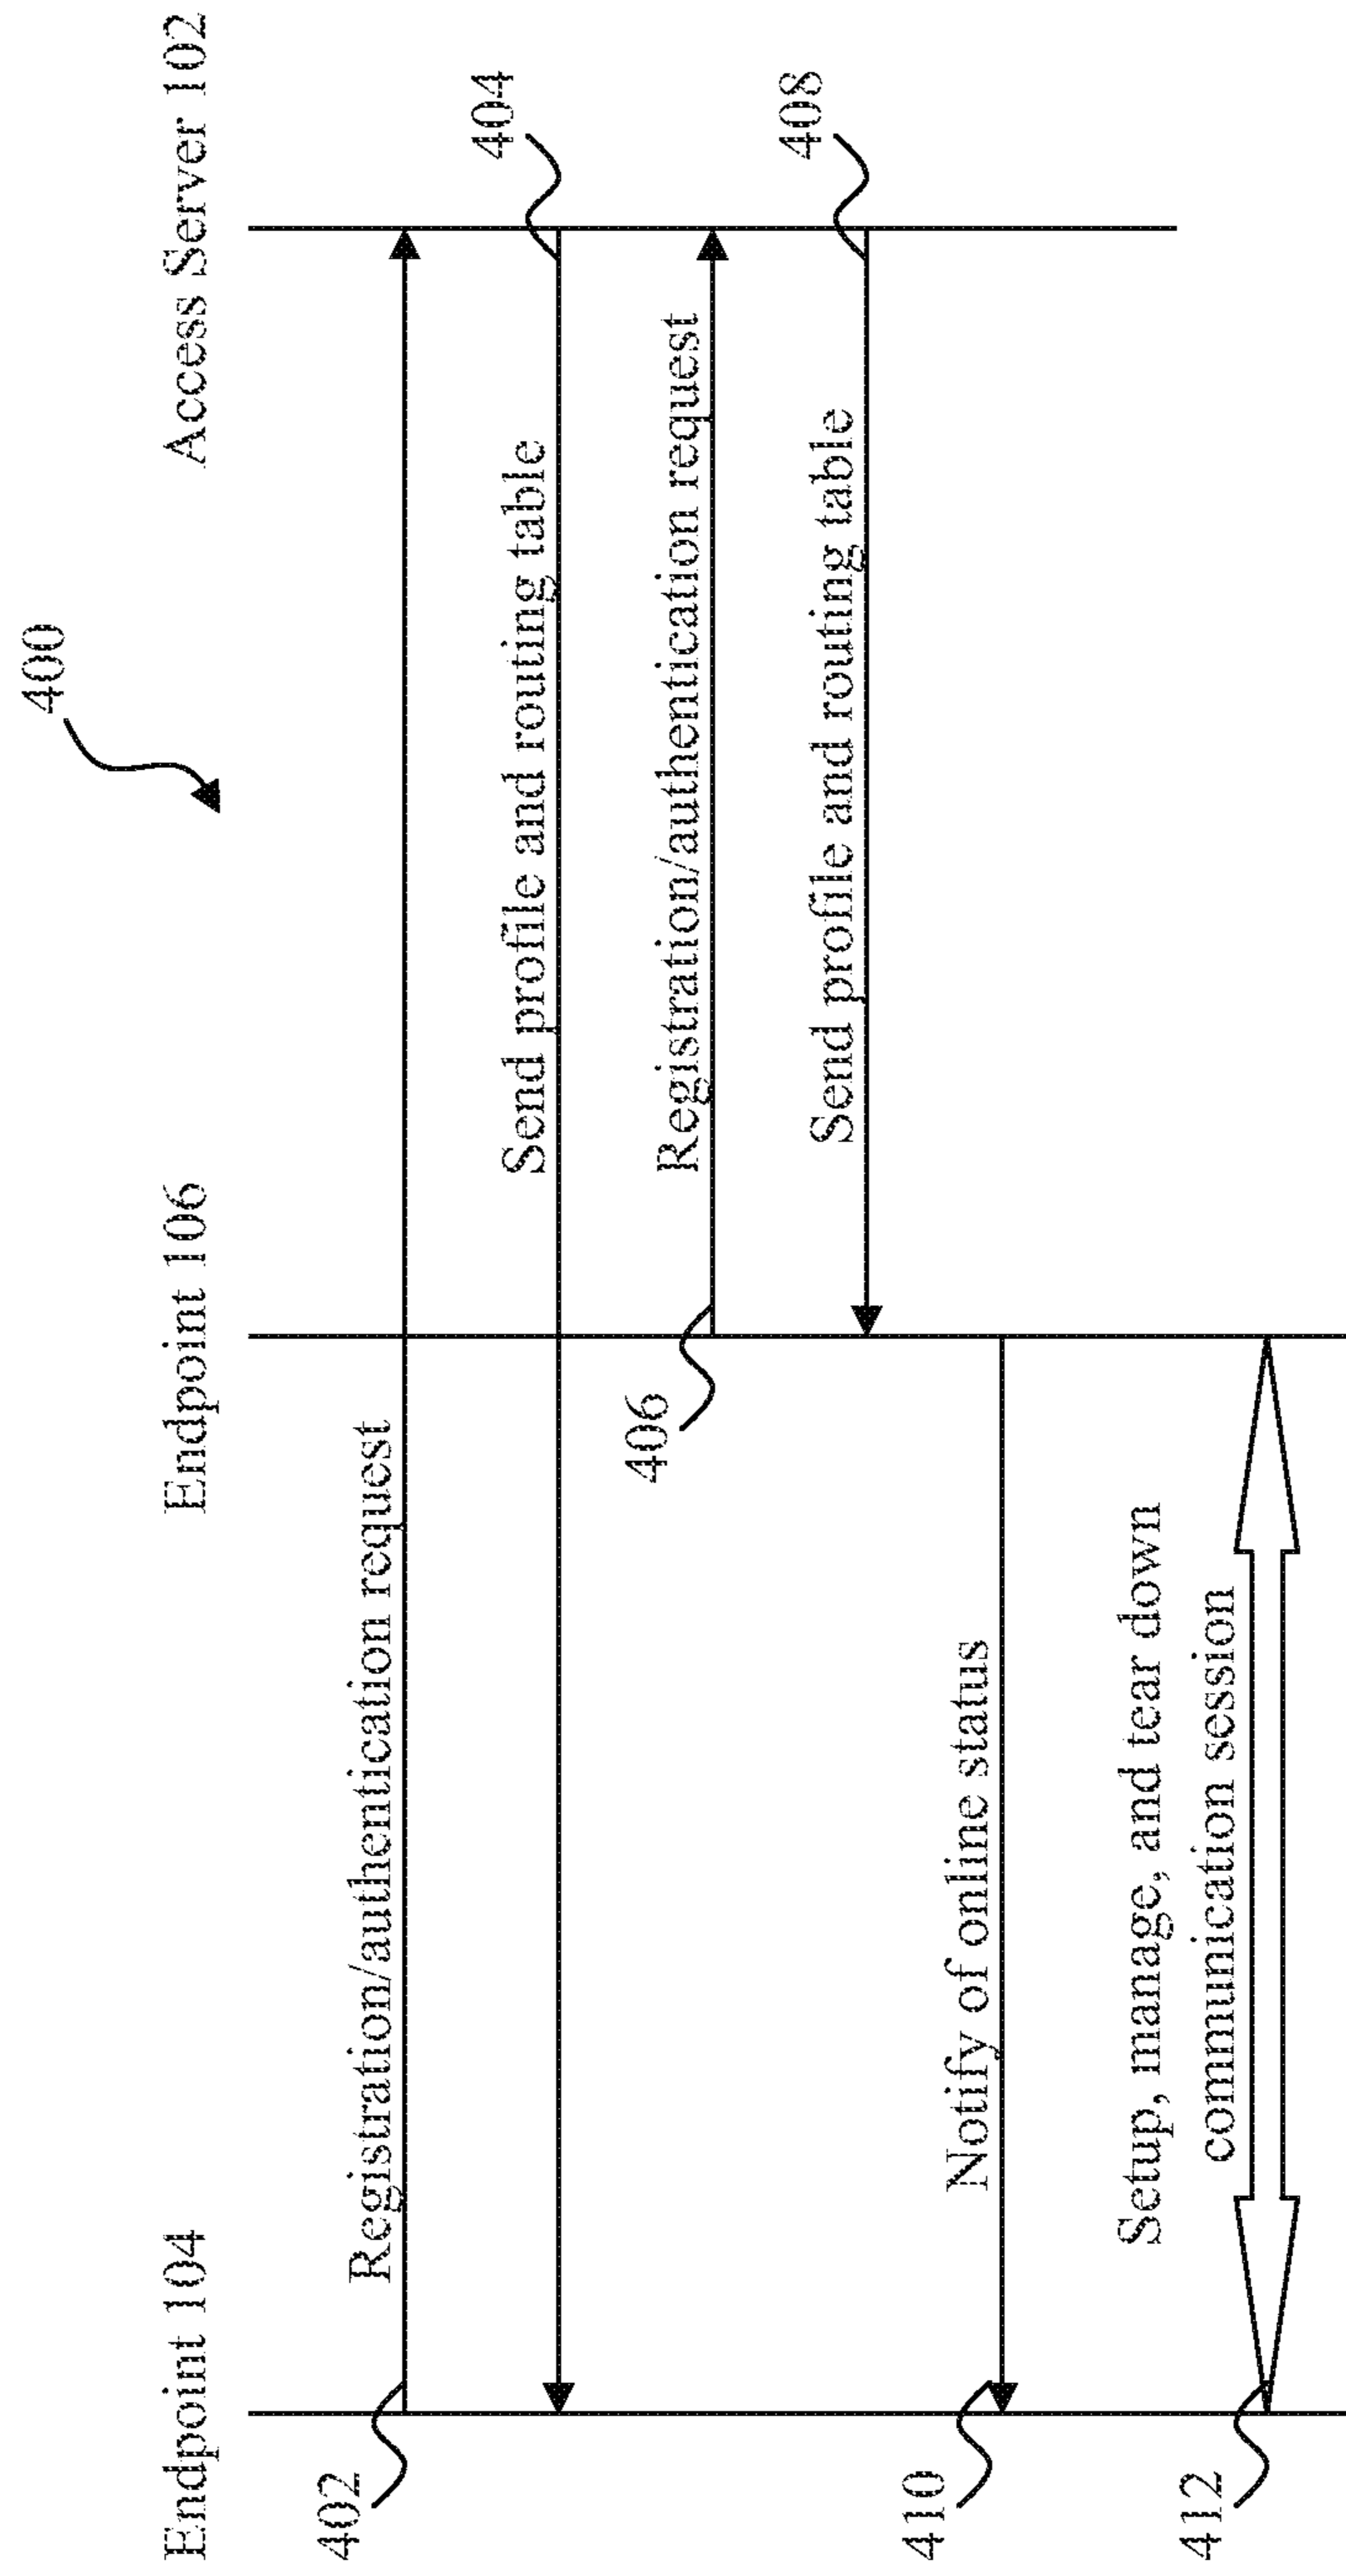 400
Endpoint 104
Endpoint 106
Access Server 102
402
Registration/authentication request
404
Send profile and routing table
406
Registration/authentication request
408
Send profile and routing table
410
Notify of online status
412
Setup, manage, and tear down
communication session